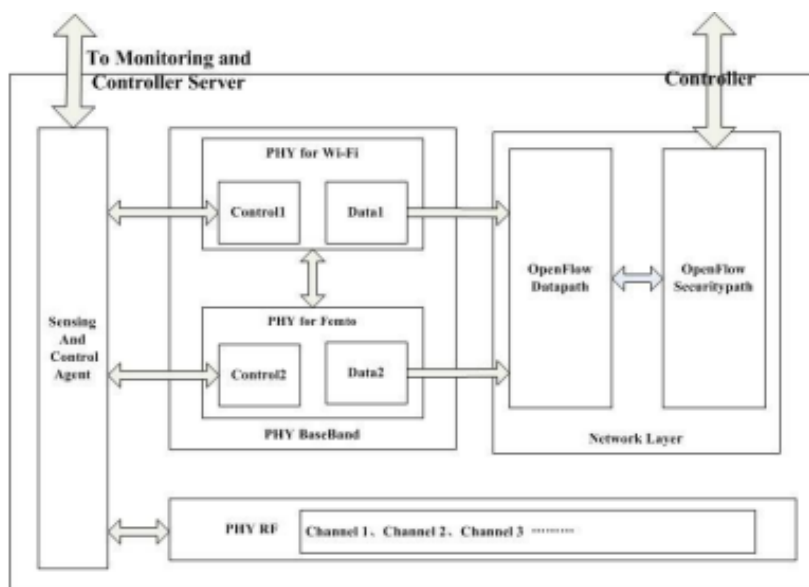 To Monitoring and
Controller Server
Controller
PHY for Wi-Fi
Control1
Data1
OpenFlow
Datapath
OpenFlow
Securitypath
Sensing
And
Control
Agent
PHY for Femto
Control2
Data2
PHY BaseBand
Network Layer
PHY RF
Channel 1、Channel 2、Channel 3 ··········